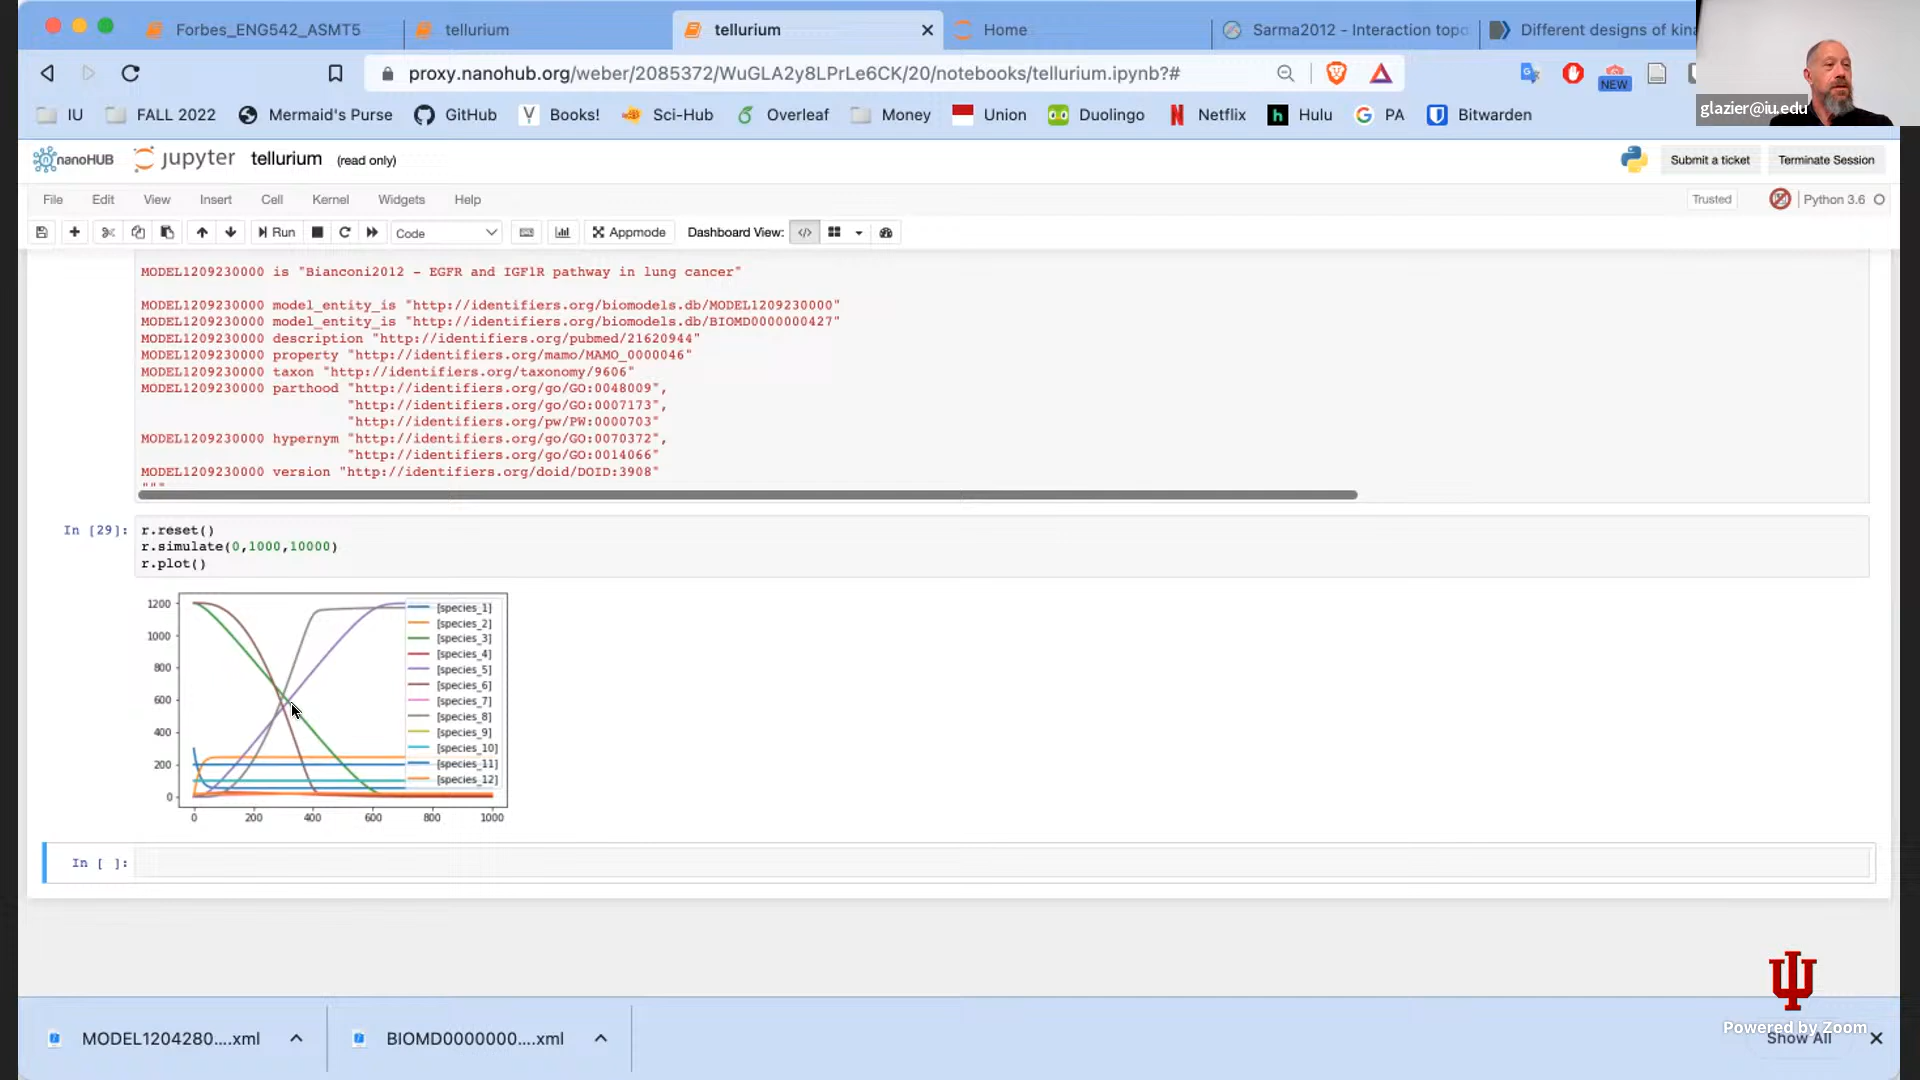 Forbes_ENG542_ASMT5
tellurium
tellurium
Home
Sarma2012 - Interaction topo
Different designs of kina
proxy.nanohub.org/weber/2085372/WuGLA2y8LPrLe6CK/20/notebooks/tellurium.ipynb?#
NEW
glazier@iu.edu
IU
FALL 2022
Mermaid's Purse
GitHub
Books!
Sci-Hub
Overleaf
Money
Union
Duolingo
Netflix
Hulu
PA
Bitwarden
nanoHUB
jupyter
tellurium
(read only)
Submit a ticket
Terminate Session
File
Edit
View
Insert
Cell
Kernel
Widgets
Help
Trusted
Python 3.6
Run
Code
Appmode
Dashboard View:
MODEL1209230000 is "Bianconi2012 - EGFR and IGF1R pathway in lung cancer"
MODEL1209230000 model_entity_is "http://identifiers.org/biomodels.db/MODEL1209230000"
MODEL1209230000 model_entity_is "http://identifiers.org/biomodels.db/BIOMD0000000427"
MODEL1209230000 description "http://identifiers.org/pubmed/21620944"
MODEL1209230000 property "http://identifiers.org/mamo/MAMO_0000046"
MODEL1209230000 taxon "http://identifiers.org/taxonomy/9606"
MODEL1209230000 parthood "http://identifiers.org/go/GO:0048009",
"http://identifiers.org/go/GO:0007173",
"http://identifiers.org/pw/PW:0000703"
MODEL1209230000 hypernym "http://identifiers.org/go/GO:0070372",
"http://identifiers.org/go/GO:0014066"
MODEL1209230000 version "http://identifiers.org/doid/DOID:3908"
"""
In [29]:
r.reset()
r.simulate(0,1000,10000)
r.plot()
1200
1000
800
600
400
200
0
0
200
400
600
800
1000
[species_1]
[species_2]
[species_3]
[species_4]
[species_5]
[species_6]
[species_7]
[species_8]
[species_9]
[species_10]
[species_11]
[species_12]
In [ ]:
Powered by Zoom
MODEL1204280....xml
BIOMD0000000....xml
Show All